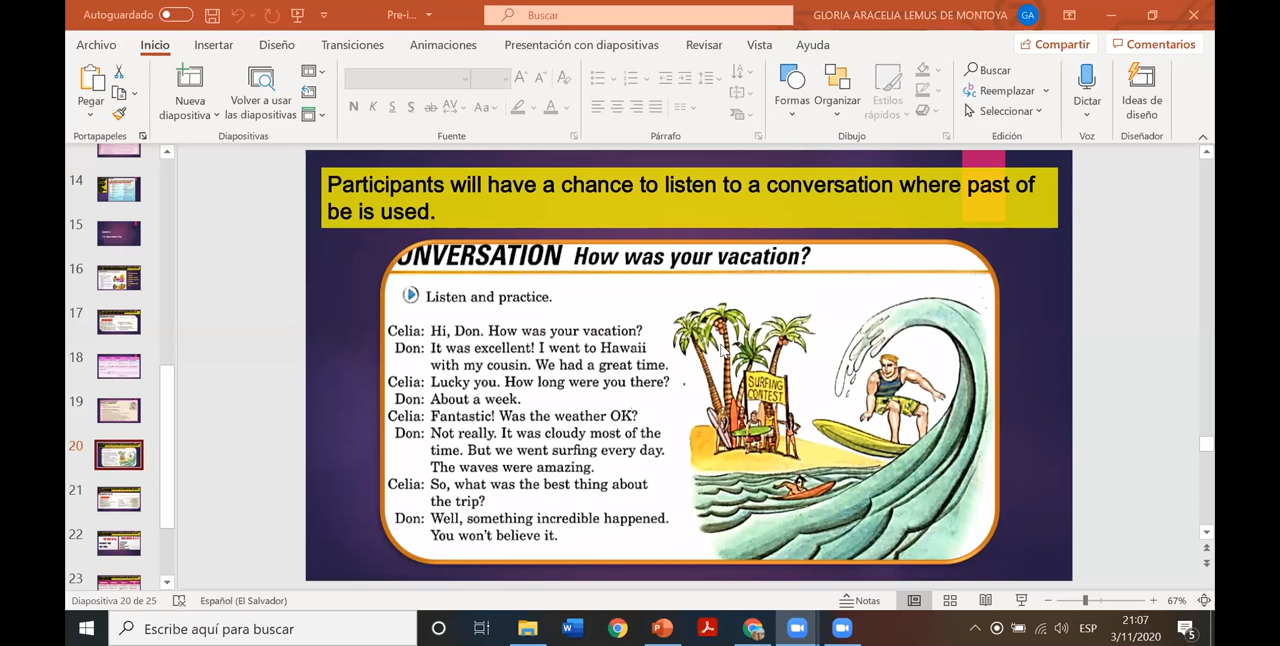 Autoguardado
Pre-i...
Buscar
GLORIA ARACELIA LEMUS DE MONTOYA
GA
Archivo
Inicio
Insertar
Diseño
Transiciones
Animaciones
Presentación con diapositivas
Revisar
Vista
Ayuda
Compartir
Comentarios
Pegar
Nueva
diapositiva
Volver a usar
las diapositivas
N K S S ab AV Aa A
Formas
Organizar
Estilos
rápidos
Buscar
Reemplazar
Seleccionar
Dictar
Ideas de
diseño
Portapapeles
Diapositivas
Fuente
Párrafo
Dibujo
Edición
Voz
Diseñador
14
15
16
17
18
19
20
21
22
23
Participants will have a chance to listen to a conversation where past of
be is used.
ONVERSATION How was your vacation?
Listen and practice.
Celia: Hi, Don. How was your vacation?
Don: It was excellent! I went to Hawaii
with my cousin. We had a great time.
Celia: Lucky you. How long were you there?
Don: About a week.
Celia: Fantastic! Was the weather OK?
Don: Not really. It was cloudy most of the
time. But we went surfing every day.
The waves were amazing.
Celia: So, what was the best thing about
the trip?
Don: Well, something incredible happened.
You won't believe it.
SURFING
CONTEST
Diapositiva 20 de 25
Español (El Salvador)
Notas
67%
Escribe aquí para buscar
ESP
21:07
3/11/2020
5